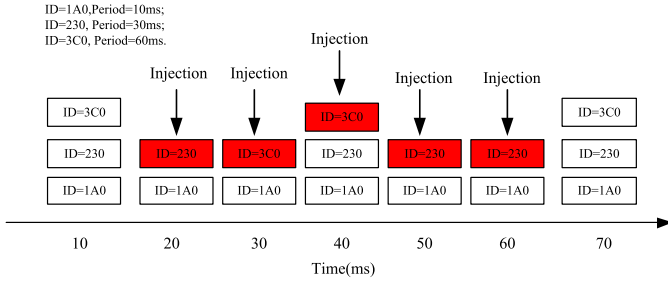 ID=1A0,Period=10ms;
ID=230, Period=30ms;
ID=3C0, Period=60ms.
Injection
Injection Injection Injection Injection
ID=3C0 ID=3C0 ID=3C0
ID=230 ID=230 ID=3C0 ID=230 ID=230 ID=230 ID=230
ID=1A0 ID=1A0 ID=1A0 ID=1A0 ID=1A0 ID=1A0 ID=1A0
10 20 30 40 50 60 70
Time(ms)